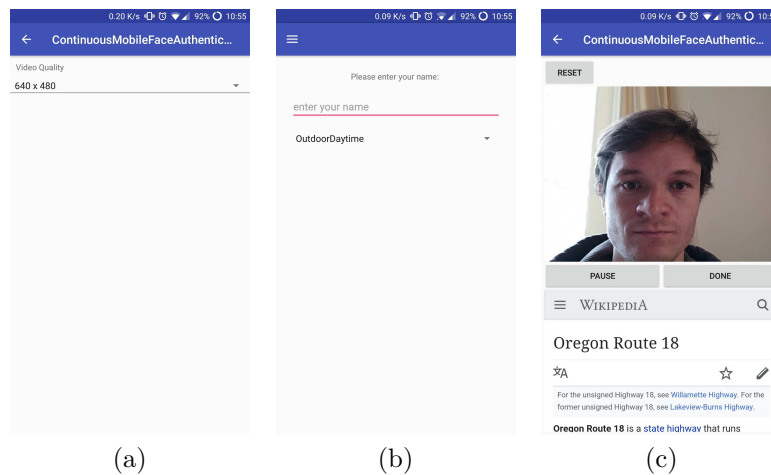 0.20 K/s 92% 10:55
ContinuousMobileFaceAuthentic...
Video Quality
640 x 480
(a)
0.09 K/s 92% 10:55
Please enter your name:
enter your name
OutdoorDaytime
(b)
0.09 K/s 92% 10:5
ContinuousMobileFaceAuthentic...
RESET
PAUSE DONE
WIKIPEDIA
Oregon Route 18
文A
For the unsigned Highway 18, see Willamette Highway. For the
former unsigned Highway 18, see Lakeview-Burns Highway.
Oregon Route 18 is a state highway that runs
(c)